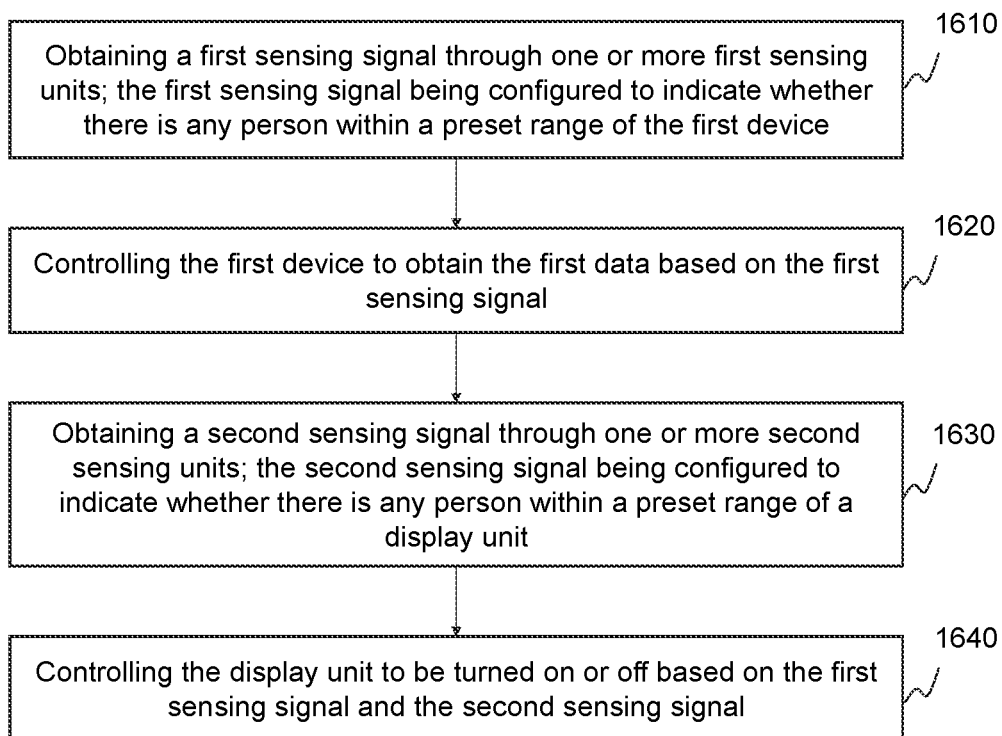 1610
Obtaining a first sensing signal through one or more first sensing
units; the first sensing signal being configured to indicate whether
there is any person within a preset range of the first device
1620
Controlling the first device to obtain the first data based on the first
sensing signal
1630
Obtaining a second sensing signal through one or more second
sensing units; the second sensing signal being configured to
indicate whether there is any person within a preset range of a
display unit
1640
Controlling the display unit to be turned on or off based on the first
sensing signal and the second sensing signal